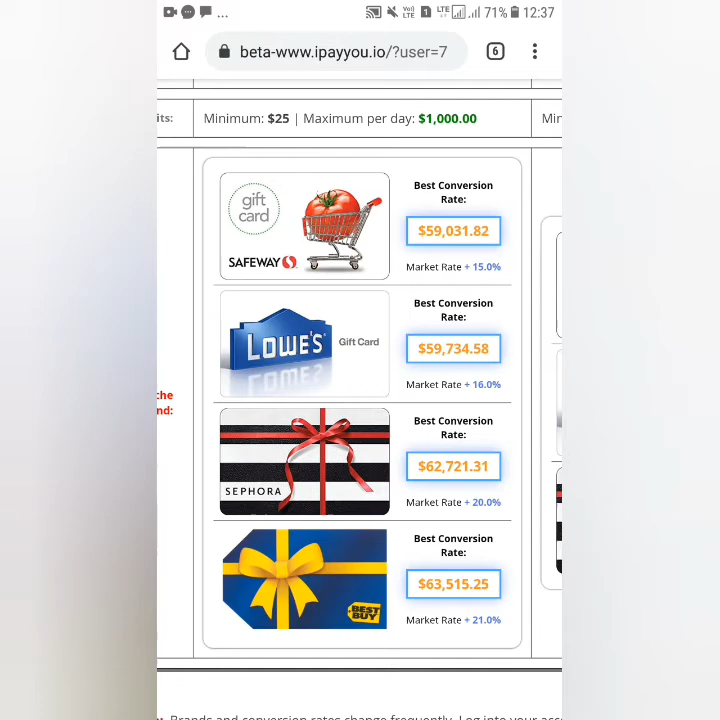 ...
71%
12:37
beta-www.ipayyou.io/?user=7
6
its:
Minimum: $25 | Maximum per day: $1,000.00
Min
gift
card
SAFEWAY
Best Conversion
Rate:
$59,031.82
Market Rate + 15.0%
LOWE'S Gift Card
Best Conversion
Rate:
$59,734.58
Market Rate + 16.0%
the
nd:
SEPHORA
Best Conversion
Rate:
$62,721.31
Market Rate + 20.0%
BEST
BUY
Best Conversion
Rate:
$63,515.25
Market Rate + 21.0%
Brands and conversion rates change frequently. Log into your acc